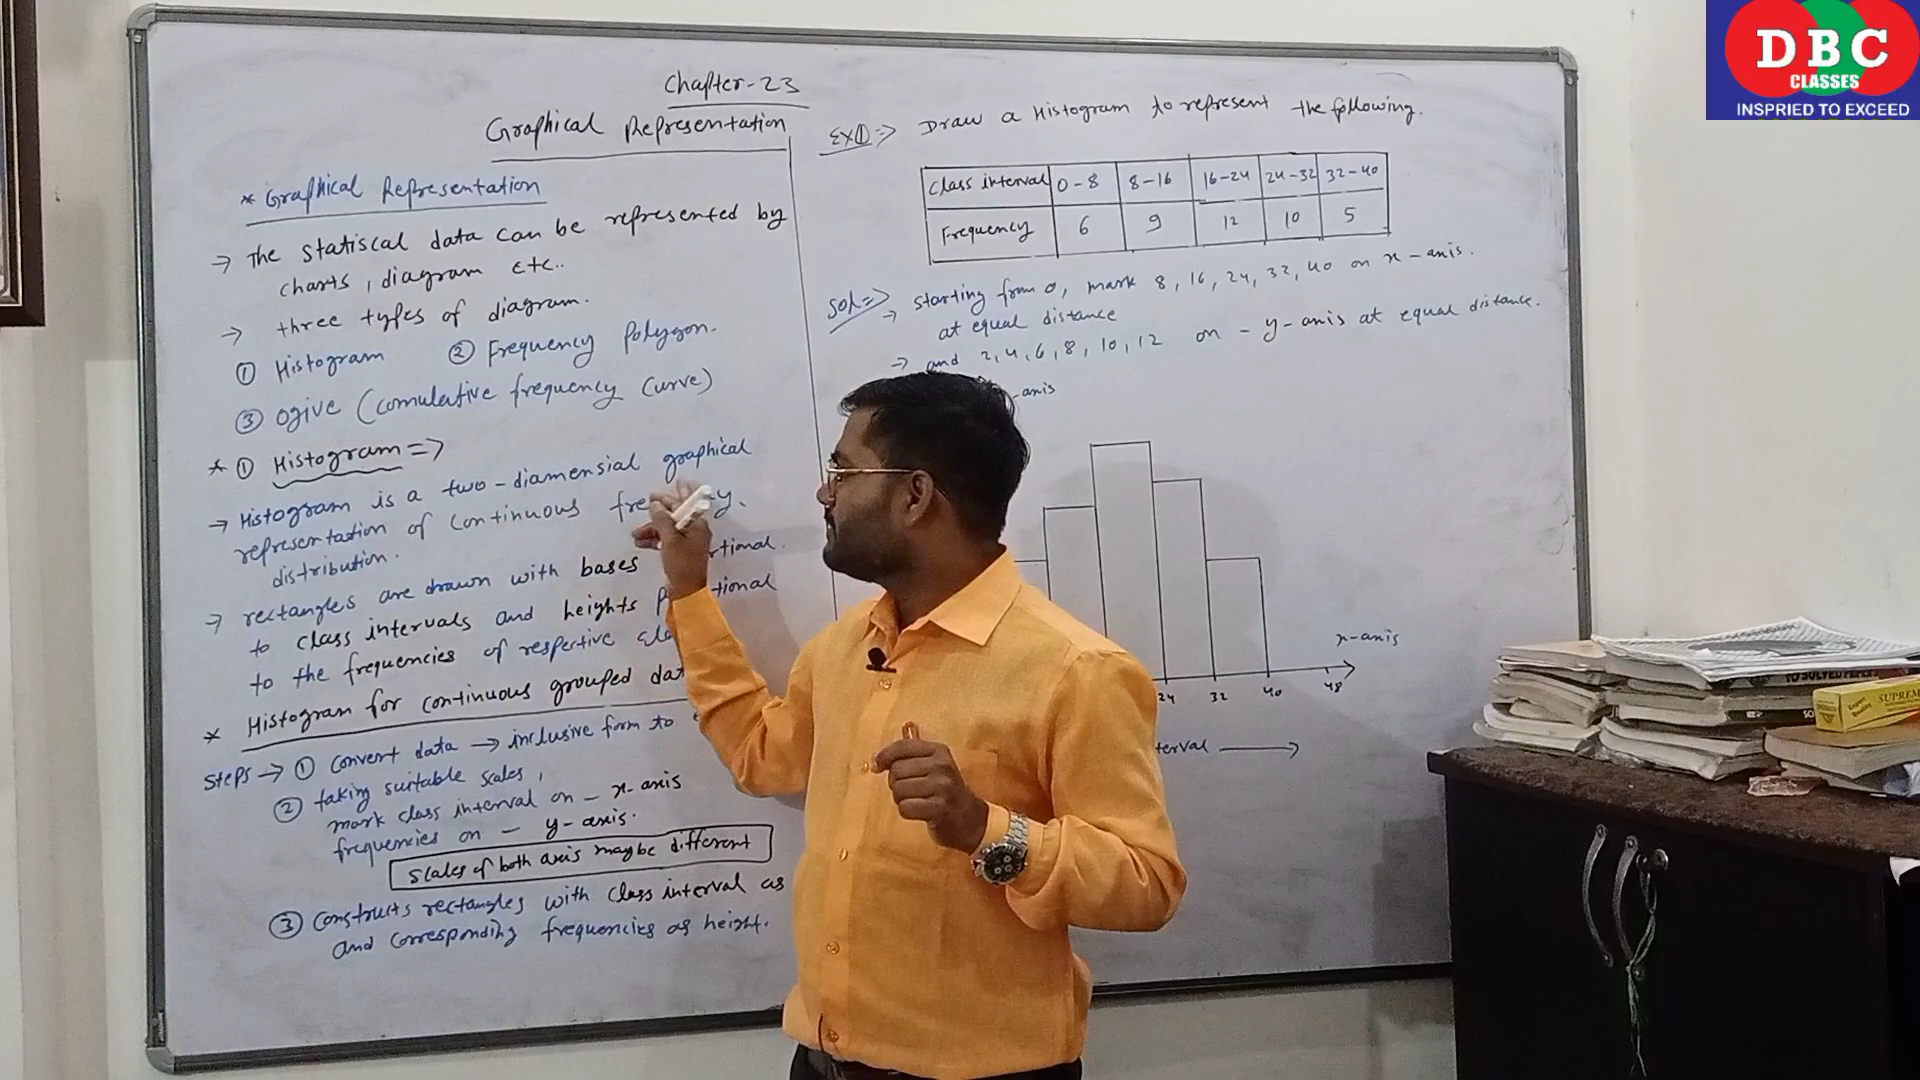 DBC
CLASSES
INSPRIED TO EXCEED
Chapter-23
Graphical Representation
* Graphical Representation
→ The statiscal data can be represented by
charts, diagram etc..
→ three types of diagram.
① Histogram ② Frequency polygon.
③ ogive (comulative frequency curve)
* ① Histogram =>
→ Histogram is a two-diamensial graphical
representation of continuous fre y.
distribution.
→ rectangles are drawn with bases rtional.
to class intervals and heights p tional
to the frequencies of respective cla
* Histogram for continuous grouped dat
Steps → ① convert data → inclusive form to
② taking suitable scales,
mark class interval on - x-axis
frequencies on - y-axis.
scales of both axis maybe different
③ constructs rectangles with class interval as
and corresponding frequencies as height.
EX① => Draw a Histogram to represent the following.
Class interval 0-8 8-16 16-24 24-32 32-40
Frequency 6 9 12 10 5
Sol => → starting from 0, mark 8, 16, 24, 32, 40 on x-axis.
at equal distance
→ and 2, 4, 6, 8, 10, 12 on - y-axis at equal distance.
-axis
x-axis
24 32 40 48
terval →
SUPREM